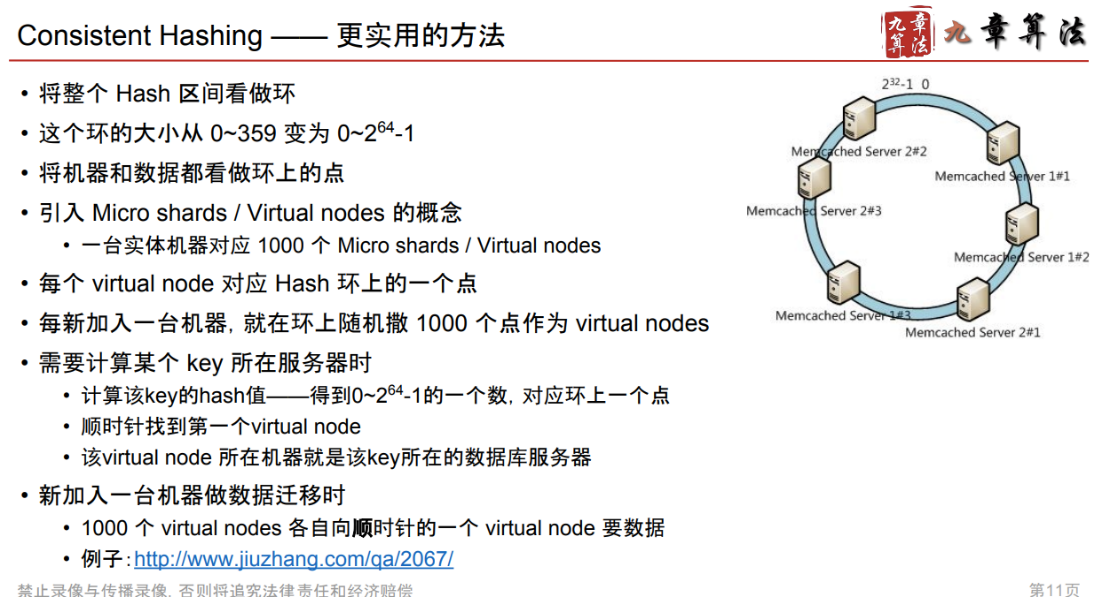 Consistent Hashing —— 更实用的方法
九章算法
九章算法
• 将整个 Hash 区间看做环
• 这个环的大小从 0~359 变为 0~2⁶⁴-1
• 将机器和数据都看做环上的点
• 引入 Micro shards / Virtual nodes 的概念
• 一台实体机器对应 1000 个 Micro shards / Virtual nodes
• 每个 virtual node 对应 Hash 环上的一个点
• 每新加入一台机器, 就在环上随机撒 1000 个点作为 virtual nodes
• 需要计算某个 key 所在服务器时
• 计算该key的hash值——得到0~2⁶⁴-1的一个数, 对应环上一个点
• 顺时针找到第一个virtual node
• 该virtual node 所在机器就是该key所在的数据库服务器
• 新加入一台机器做数据迁移时
• 1000 个 virtual nodes 各自向顺时针的一个 virtual node 要数据
• 例子：http://www.jiuzhang.com/qa/2067/
2³²-1 0
Memcached Server 2#2
Memcached Server 1#1
Memcached Server 2#3
Memcached Server 1#2
Memcached Server 1#3
Memcached Server 2#1
禁止录像与传播录像, 否则将追究法律责任和经济赔偿
第11页